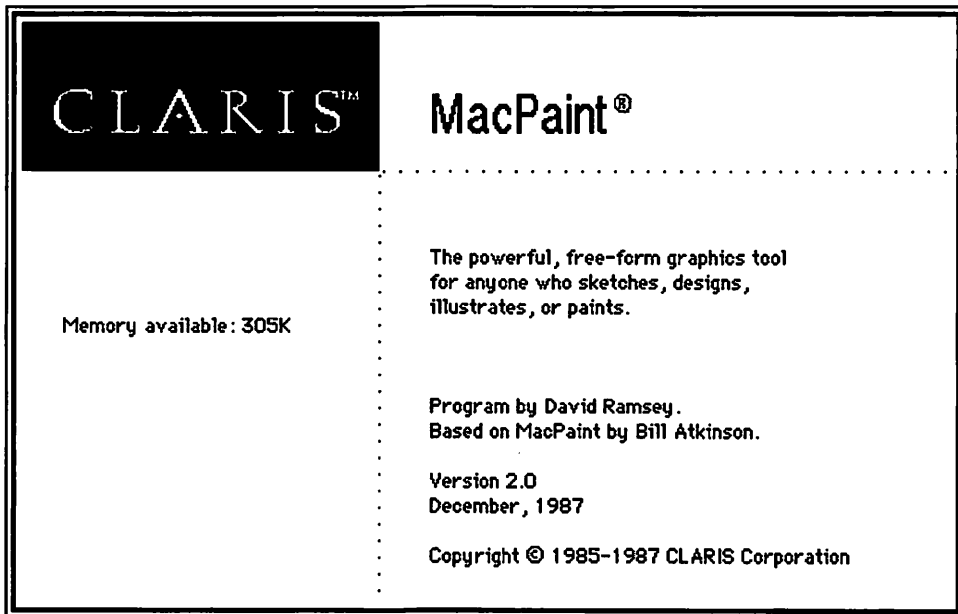 CLARIS™
MacPaint®
The powerful, free-form graphics tool
for anyone who sketches, designs,
illustrates, or paints.
Memory available: 305K
Program by David Ramsey.
Based on MacPaint by Bill Atkinson.
Version 2.0
December, 1987
Copyright © 1985-1987 CLARIS Corporation